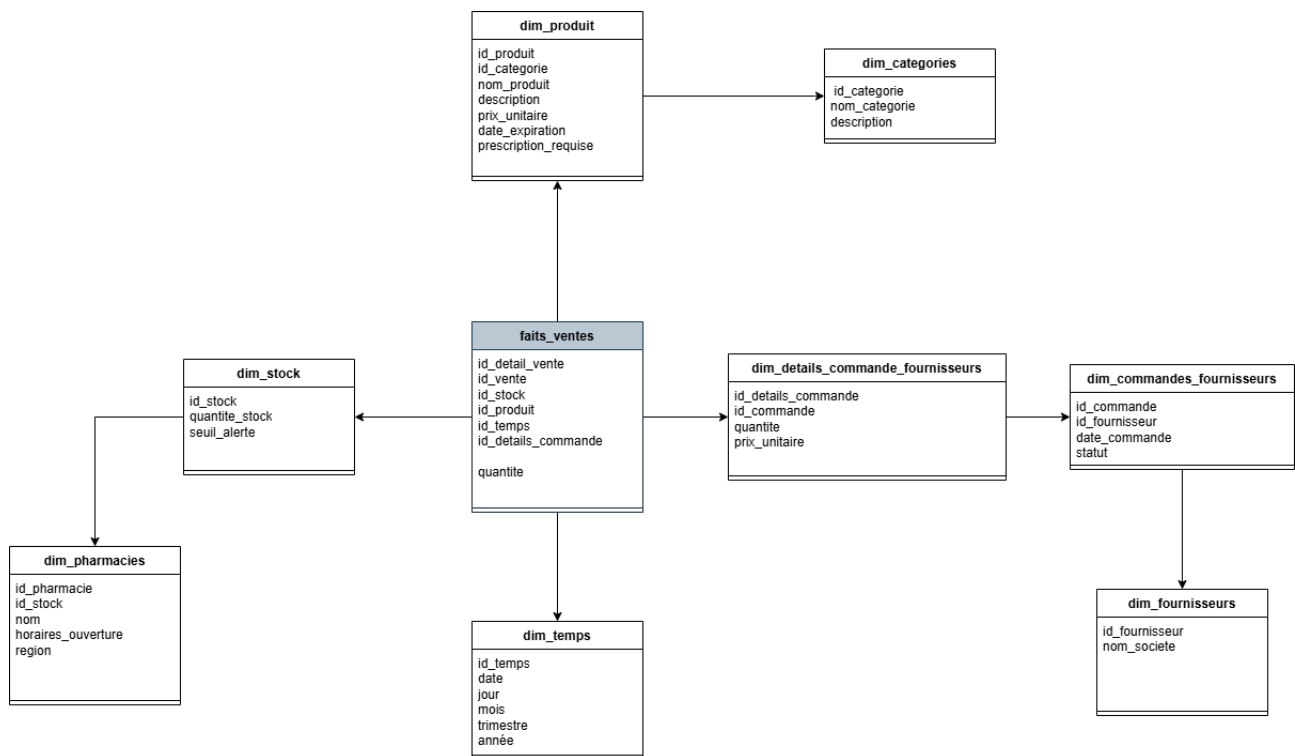 dim_produit
id_produit
id_categorie
nom_produit
description
prix_unitaire
date_expiration
prescription_requise
dim_categories
id_categorie
nom_categorie
description
faits_ventes
id_detail_vente
id_vente
id_stock
id_produit
id_temps
id_details_commande
quantite
dim_stock
id_stock
quantite_stock
seuil_alerte
dim_details_commande_fournisseurs
id_details_commande
id_commande
quantite
prix_unitaire
dim_commandes_fournisseurs
id_commande
id_fournisseur
date_commande
statut
dim_pharmacies
id_pharmacie
id_stock
nom
horaires_ouverture
region
dim_temps
id_temps
date
jour
mois
trimestre
année
dim_fournisseurs
id_fournisseur
nom_societe